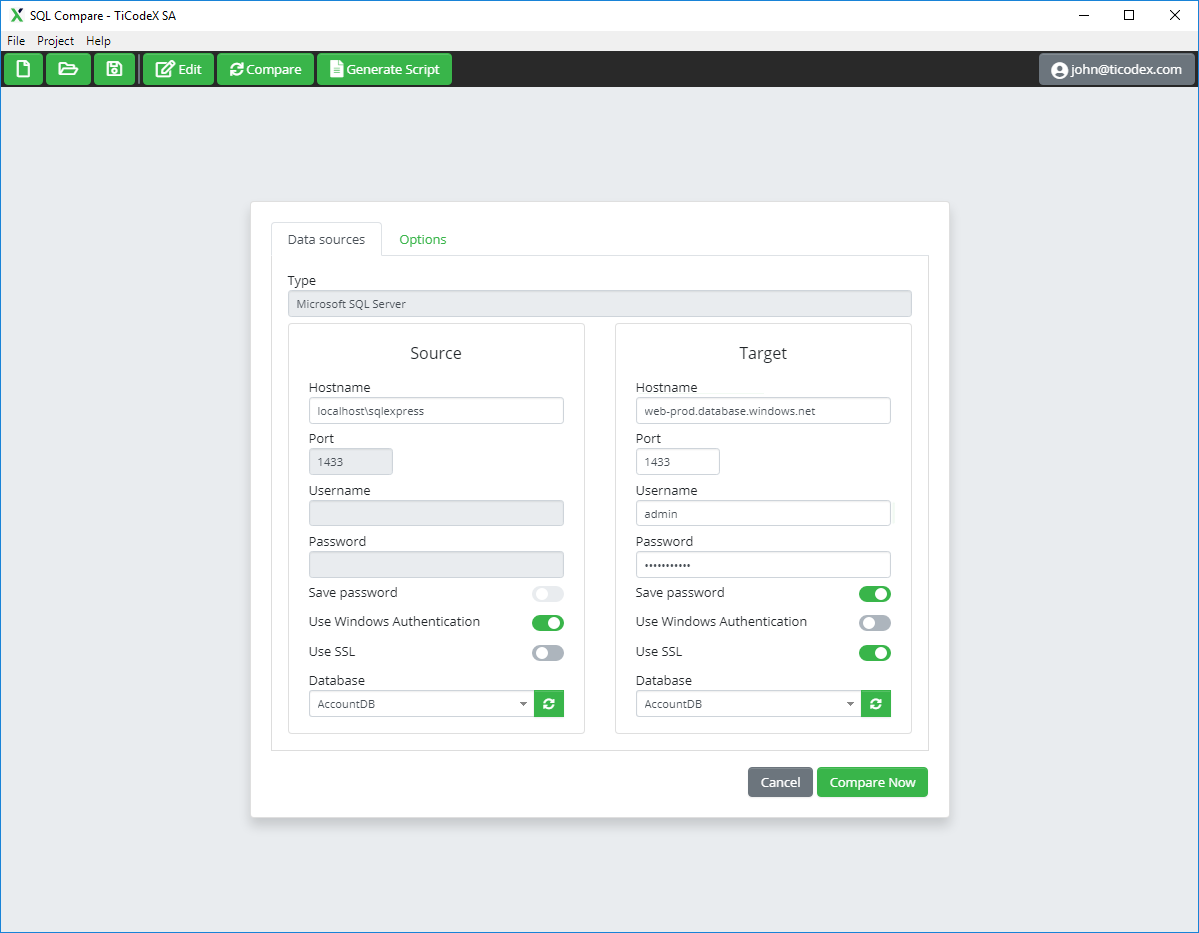 SQL Compare - TiCodeX SA
File Project Help
Edit Compare Generate Script john@ticodex.com
Data sources Options
Type
Microsoft SQL Server
Source
Hostname
localhost\sqlexpress
Port
1433
Username
Password
Save password
Use Windows Authentication
Use SSL
Database
AccountDB
Target
Hostname
web-prod.database.windows.net
Port
1433
Username
admin
Password
•••••••••••
Save password
Use Windows Authentication
Use SSL
Database
AccountDB
Cancel Compare Now